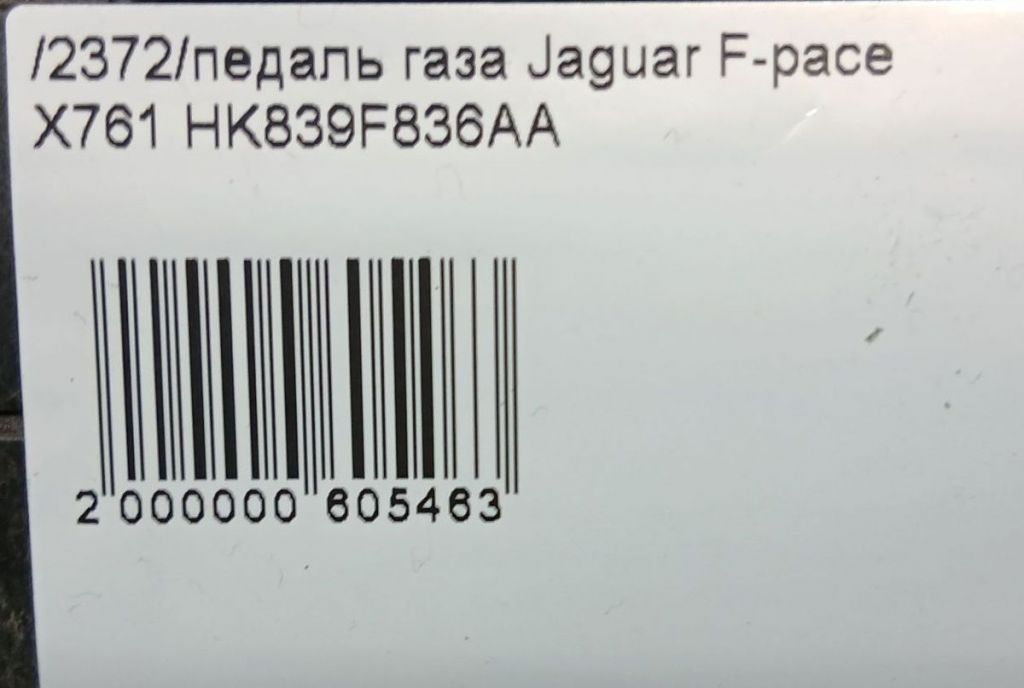 /2372/педаль газа Jaguar F-pace
X761 HK839F836AA
2 000000 605463